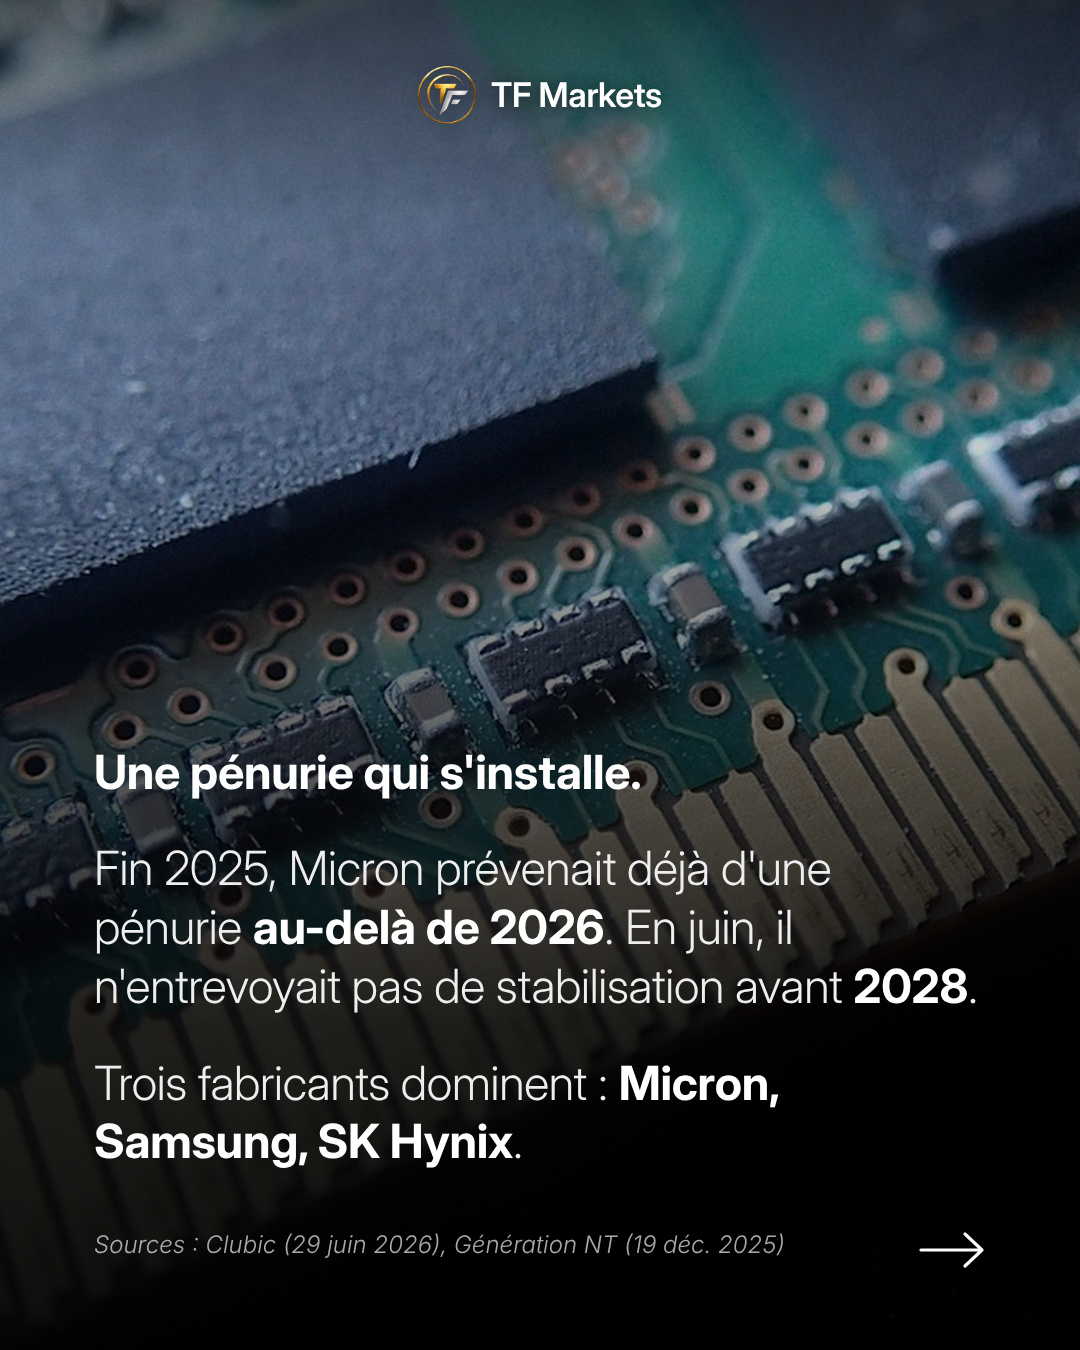 TF Markets
Une pénurie qui s'installe.
Fin 2025, Micron prévenait déjà d'une
pénurie au-delà de 2026. En juin, il
n'entrevoyait pas de stabilisation avant 2028.
Trois fabricants dominent : Micron,
Samsung, SK Hynix.
Sources : Clubic (29 juin 2026), Génération NT (19 déc. 2025)